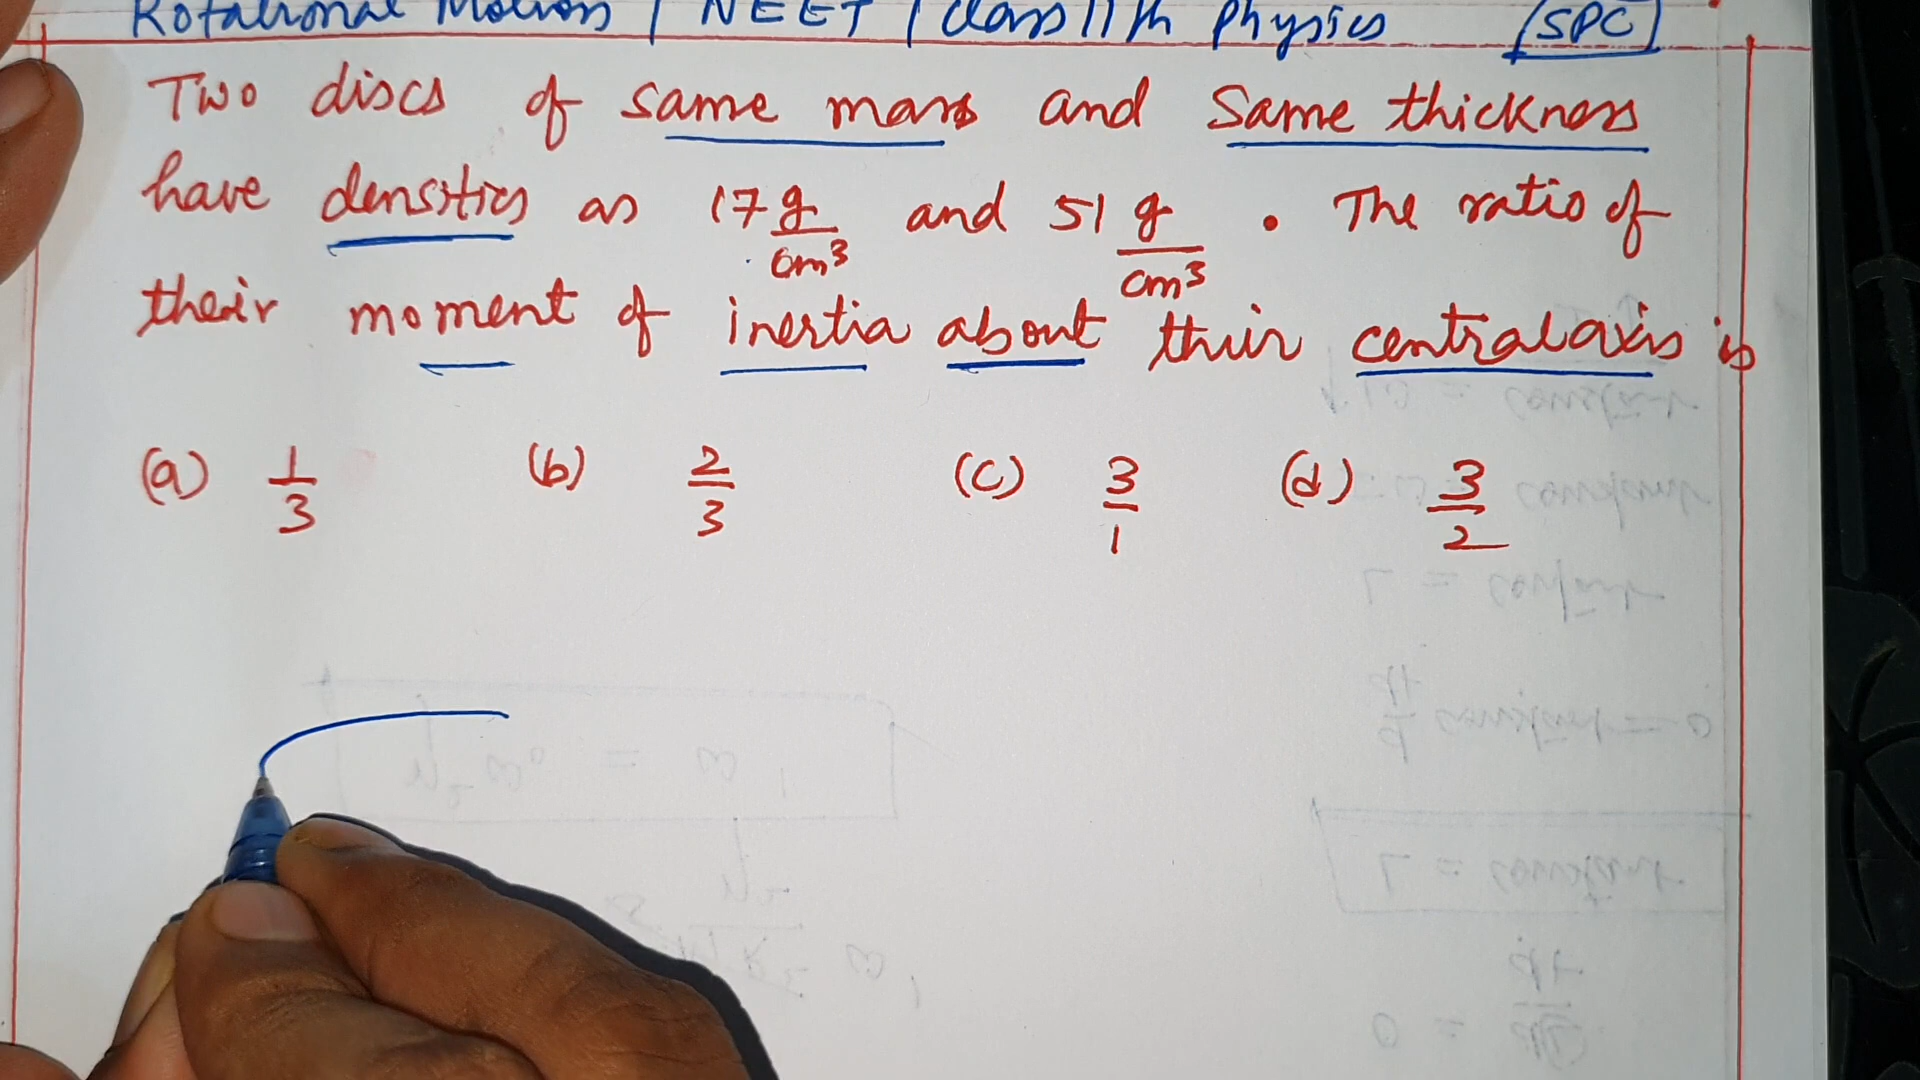 Rotational Motion / NEET / Class 11th Physics [SPC]
Two discs of same mass and Same thickness
have densities as 17 g/cm³ and 51 g/cm³ . The ratio of
their moment of inertia about their central axis is
(a) 1/3 (b) 2/3 (c) 3/1 (d) 3/2